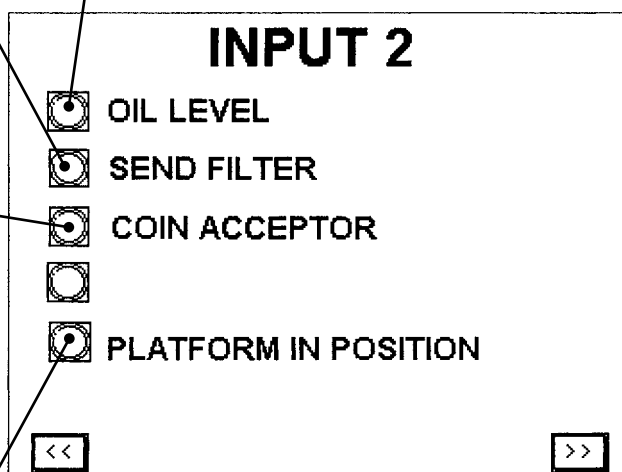 INPUT 2
OIL LEVEL
SEND FILTER
COIN ACCEPTOR
PLATFORM IN POSITION
<< >>